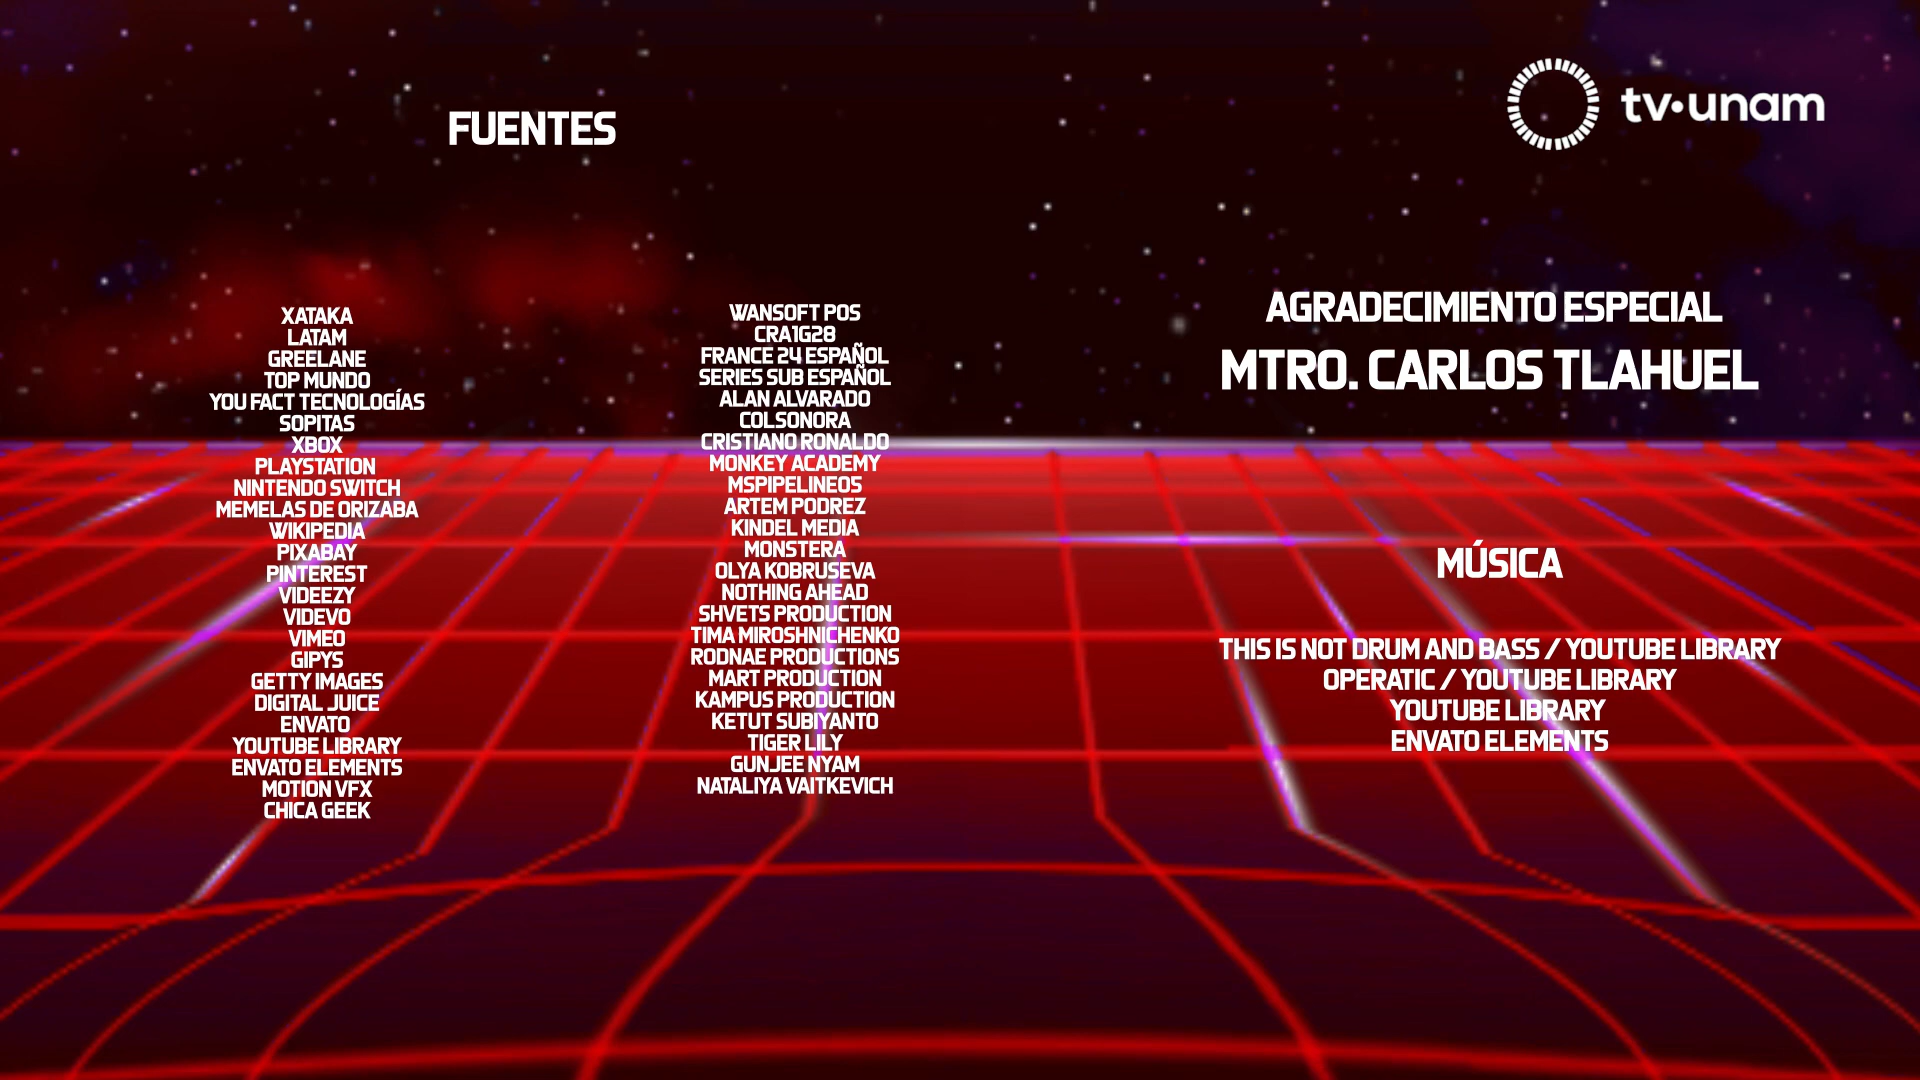 tv·unam
FUENTES
XATAKA
LATAM
GREELANE
TOP MUNDO
YOU FACT TECNOLOGÍAS
SOPITAS
XBOX
PLAYSTATION
NINTENDO SWITCH
MEMELAS DE ORIZABA
WIKIPEDIA
PIXABAY
PINTEREST
VIDEEZY
VIDEVO
VIMEO
GIPYS
GETTY IMAGES
DIGITAL JUICE
ENVATO
YOUTUBE LIBRARY
ENVATO ELEMENTS
MOTION VFX
CHICA GEEK
WANSOFT POS
CRA1G28
FRANCE 24 ESPAÑOL
SERIES SUB ESPAÑOL
ALAN ALVARADO
COLSONORA
CRISTIANO RONALDO
MONKEY ACADEMY
MSPIPELINEOS
ARTEM PODREZ
KINDEL MEDIA
MONSTERA
OLYA KOBRUSEVA
NOTHING AHEAD
SHVETS PRODUCTION
TIMA MIROSHNICHENKO
RODNAE PRODUCTIONS
MART PRODUCTION
KAMPUS PRODUCTION
KETUT SUBIYANTO
TIGER LILY
GUNJEE NYAM
NATALIYA VAITKEVICH
AGRADECIMIENTO ESPECIAL
MTRO. CARLOS TLAHUEL
MÚSICA
THIS IS NOT DRUM AND BASS / YOUTUBE LIBRARY
OPERATIC / YOUTUBE LIBRARY
YOUTUBE LIBRARY
ENVATO ELEMENTS